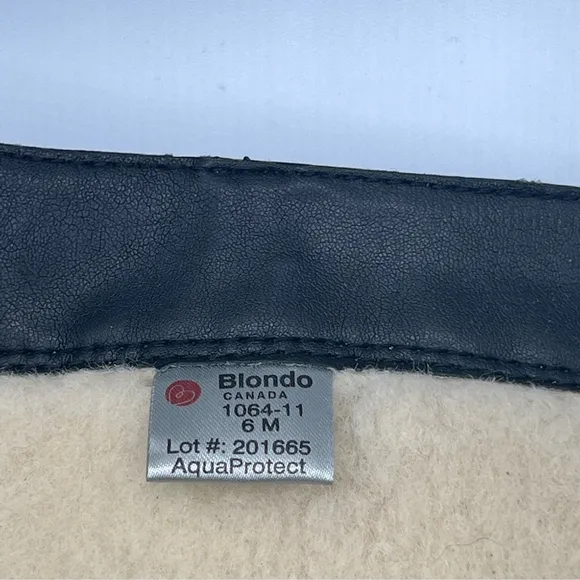 Blondo
CANADA
1064-11
6 M
Lot #: 201665
AquaProtect